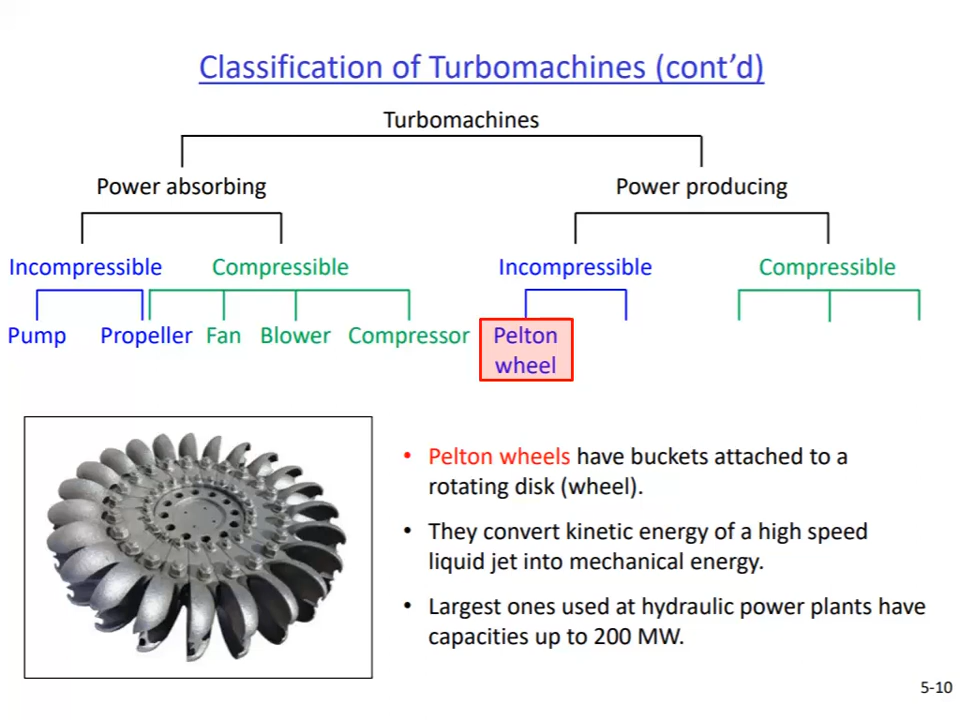 Classification of Turbomachines (cont’d)
Turbomachines
Power absorbing
Power producing
Incompressible
Compressible
Incompressible
Compressible
Pump
Propeller
Fan
Blower
Compressor
Pelton
wheel
• Pelton wheels have buckets attached to a
rotating disk (wheel).
• They convert kinetic energy of a high speed
liquid jet into mechanical energy.
• Largest ones used at hydraulic power plants have
capacities up to 200 MW.
5-10